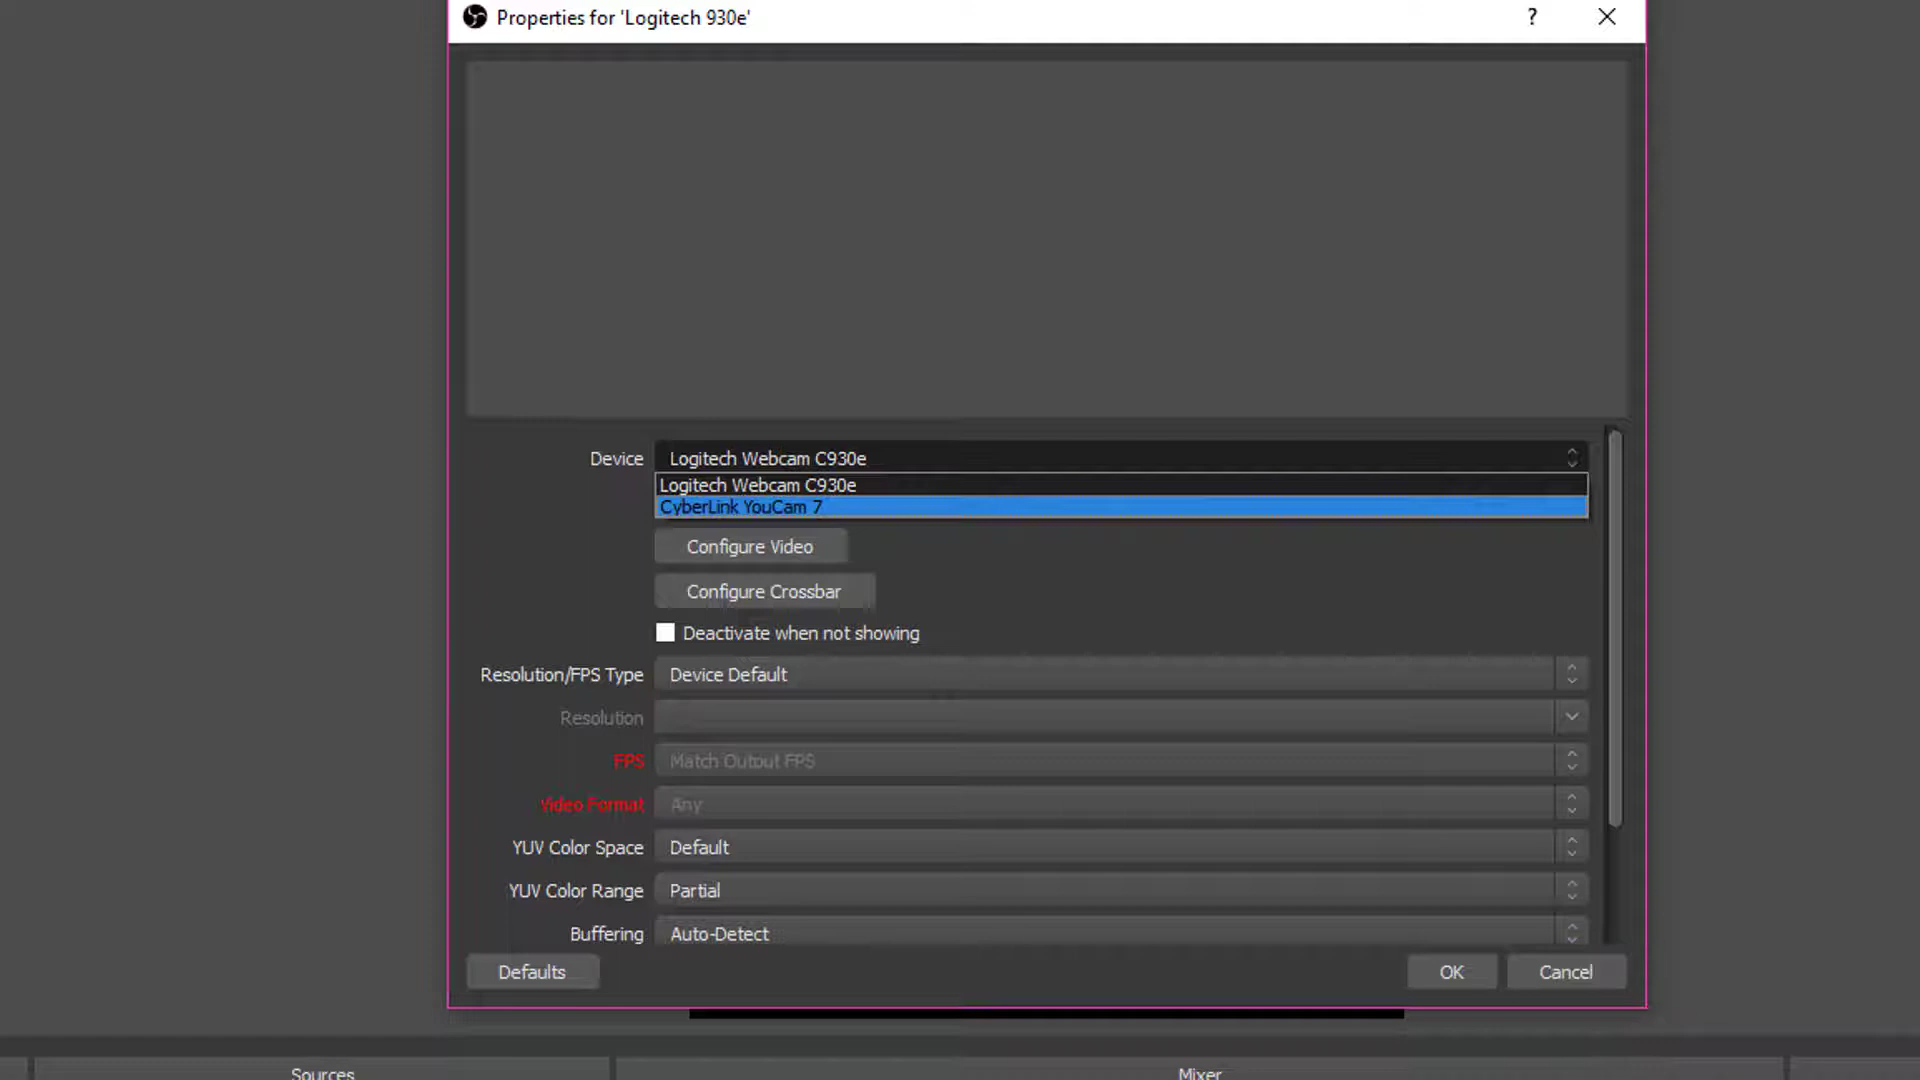 Properties for 'Logitech 930e'
?
Device
Logitech Webcam C930e
Logitech Webcam C930e
CyberLink YouCam 7
Configure Video
Configure Crossbar
Deactivate when not showing
Resolution/FPS Type
Device Default
Resolution
FPS
Match Output FPS
Video Format
Any
YUV Color Space
Default
YUV Color Range
Partial
Buffering
Auto-Detect
Defaults
OK
Cancel
Sources
Mixer